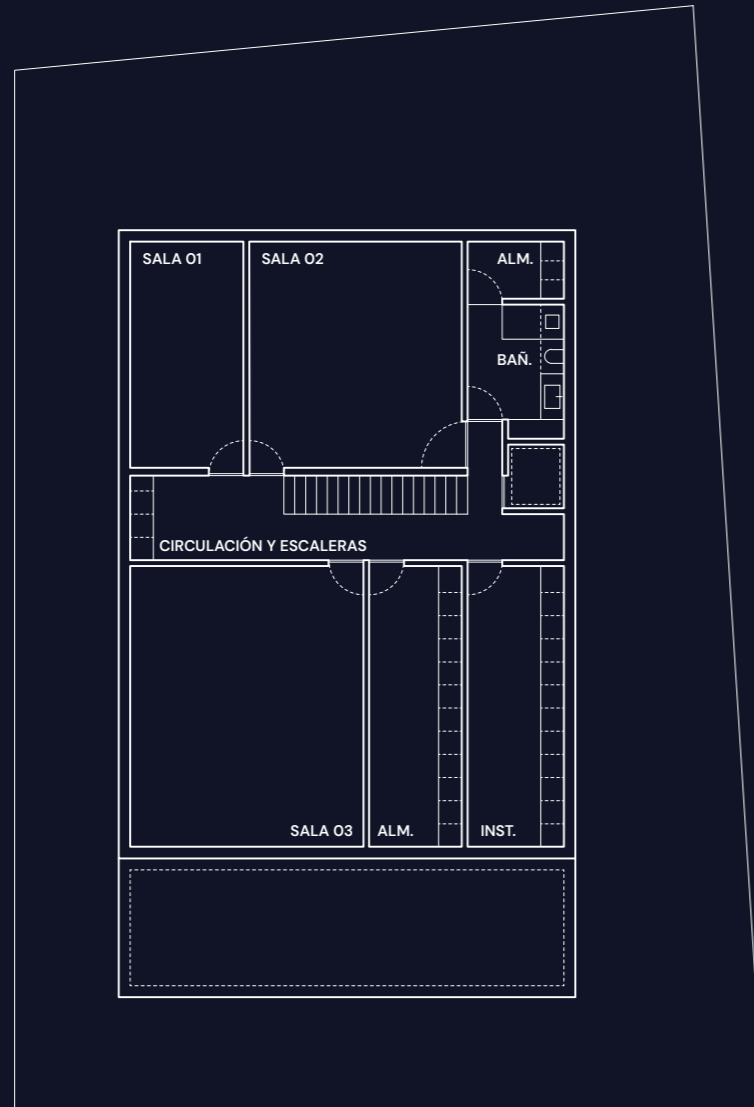 SALA 01
SALA 02
ALM.
BAÑ.
CIRCULACIÓN Y ESCALERAS
SALA 03
ALM.
INST.